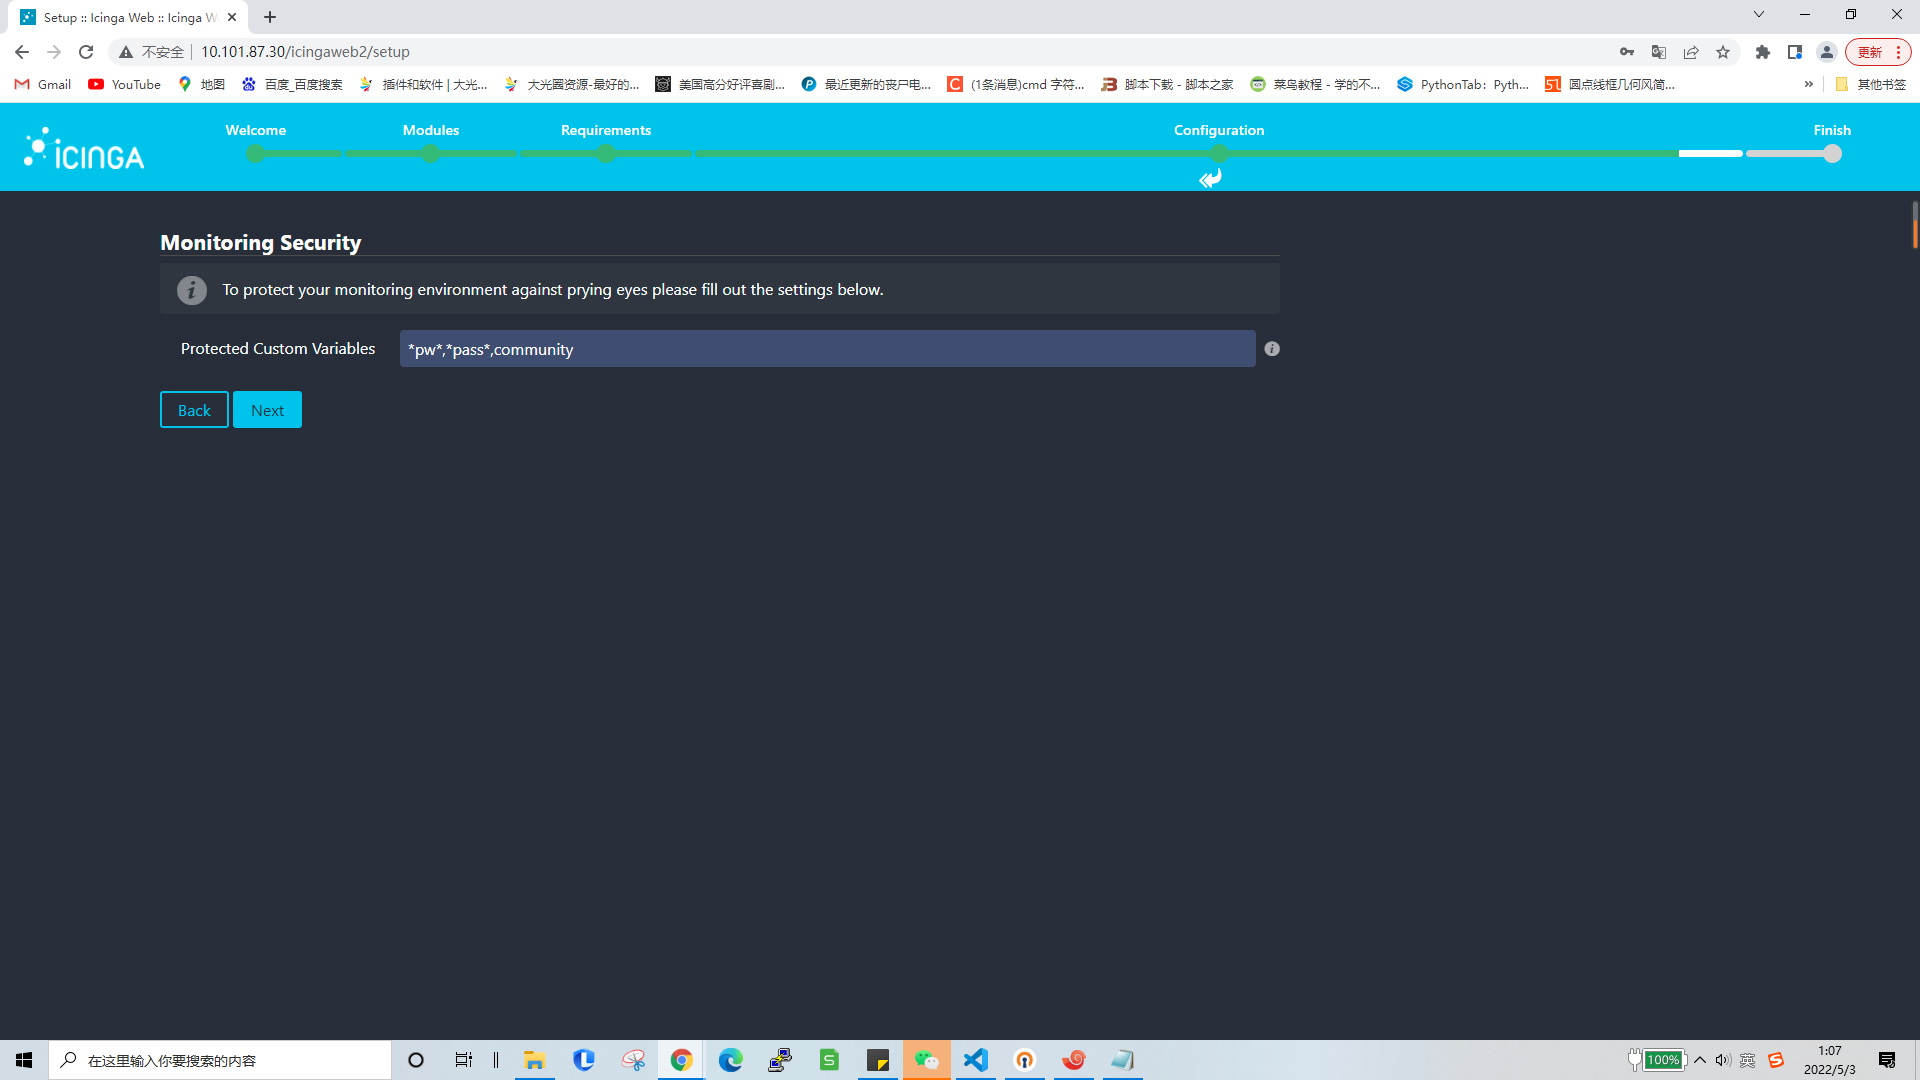 Setup :: Icinga Web :: Icinga W
不安全
10.101.87.30/icingaweb2/setup
更新
Gmail
YouTube
地图
百度_百度搜索
插件和软件 | 大光...
大光圈资源-最好的...
美国高分好评喜剧...
最近更新的丧尸电...
(1条消息)cmd 字符...
脚本下载 - 脚本之家
菜鸟教程 - 学的不...
PythonTab：Pyth...
圆点线框几何风简...
»
其他书签
ICINGA
Welcome
Modules
Requirements
Configuration
Finish
Monitoring Security
To protect your monitoring environment against prying eyes please fill out the settings below.
Protected Custom Variables
*pw*,*pass*,community
Back
Next
在这里输入你要搜索的内容
100%
英
1:07
2022/5/3